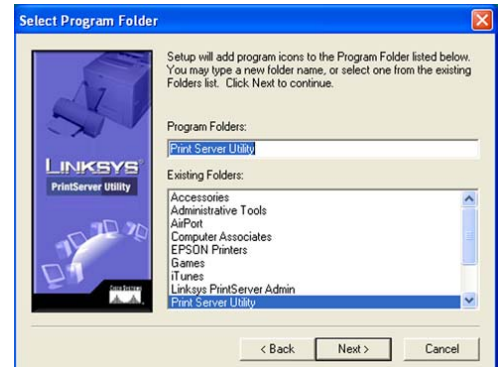 Select Program Folder
Setup will add program icons to the Program Folder listed below.
You may type a new folder name, or select one from the existing
Folders list. Click Next to continue.
Program Folders:
Print Server Utility
Existing Folders:
Accessories
Administrative Tools
AirPort
Computer Associates
EPSON Printers
Games
iTunes
Linksys PrintServer Admin
Print Server Utility
LINKSYS®
PrintServer Utility
CISCO SYSTEMS
< Back
Next >
Cancel